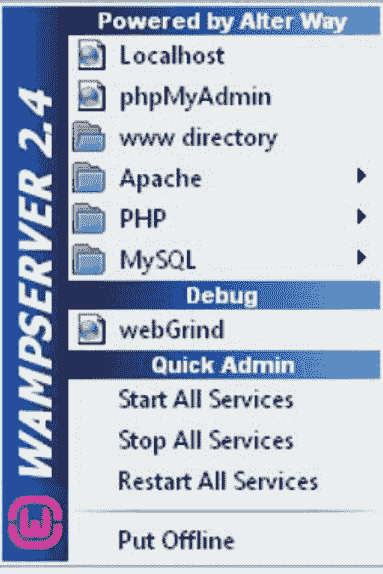 Powered by Alter Way
Localhost
phpMyAdmin
www directory
Apache
PHP
MySQL
Debug
webGrind
Quick Admin
Start All Services
Stop All Services
Restart All Services
Put Offline
WAMPSERVER 2.4